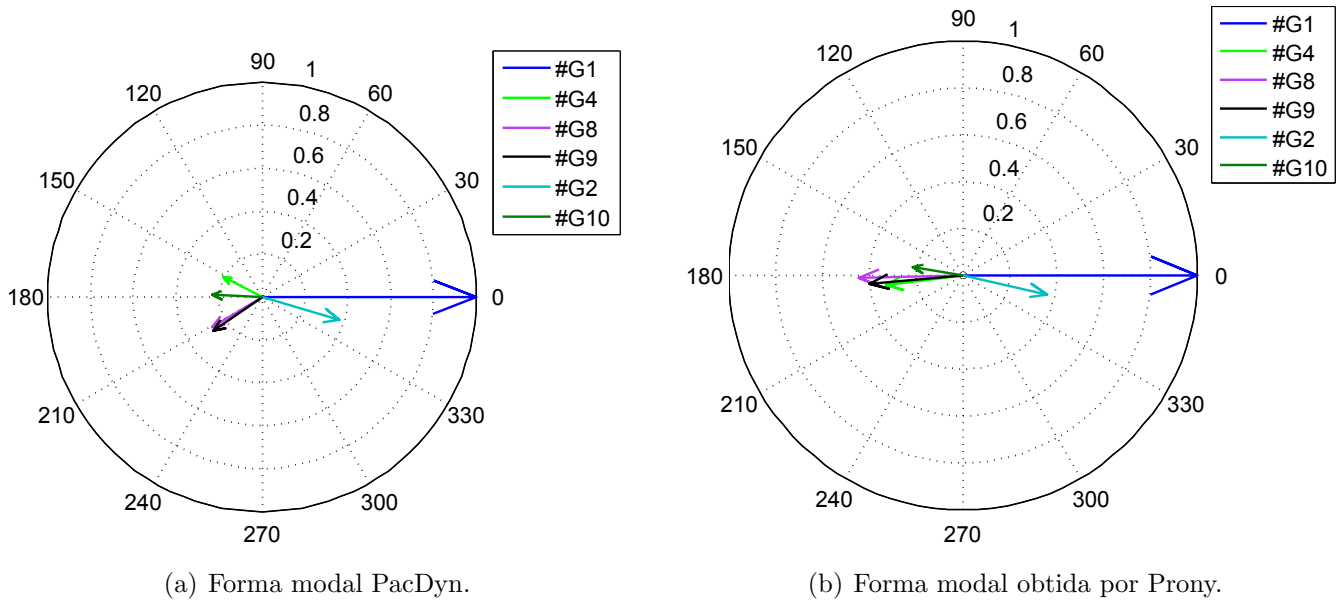 90
1
120
60
0.8
0.6
150
30
0.4
0.2
180
0
210
330
240
300
270
#G1
#G4
#G8
#G9
#G2
#G10
(a) Forma modal PacDyn.
90
1
120
60
0.8
0.6
150
30
0.4
0.2
180
0
210
330
240
300
270
#G1
#G4
#G8
#G9
#G2
#G10
(b) Forma modal obtida por Prony.